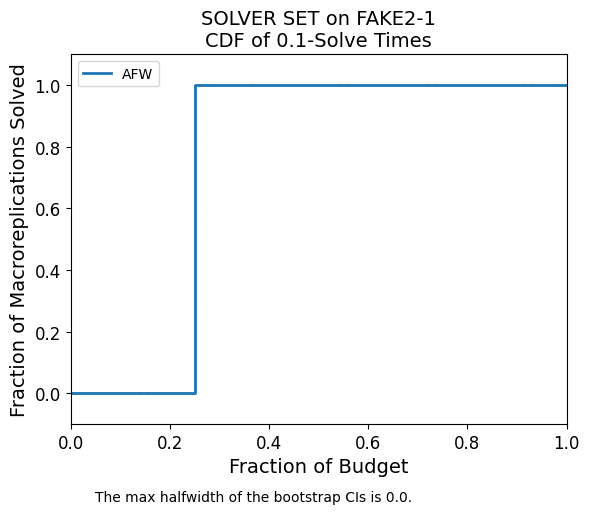 SOLVER SET on FAKE2-1
CDF of 0.1-Solve Times
AFW
Fraction of Macroreplications Solved
1.0
0.8
0.6
0.4
0.2
0.0
0.0 0.2 0.4 0.6 0.8 1.0
Fraction of Budget
The max halfwidth of the bootstrap CIs is 0.0.